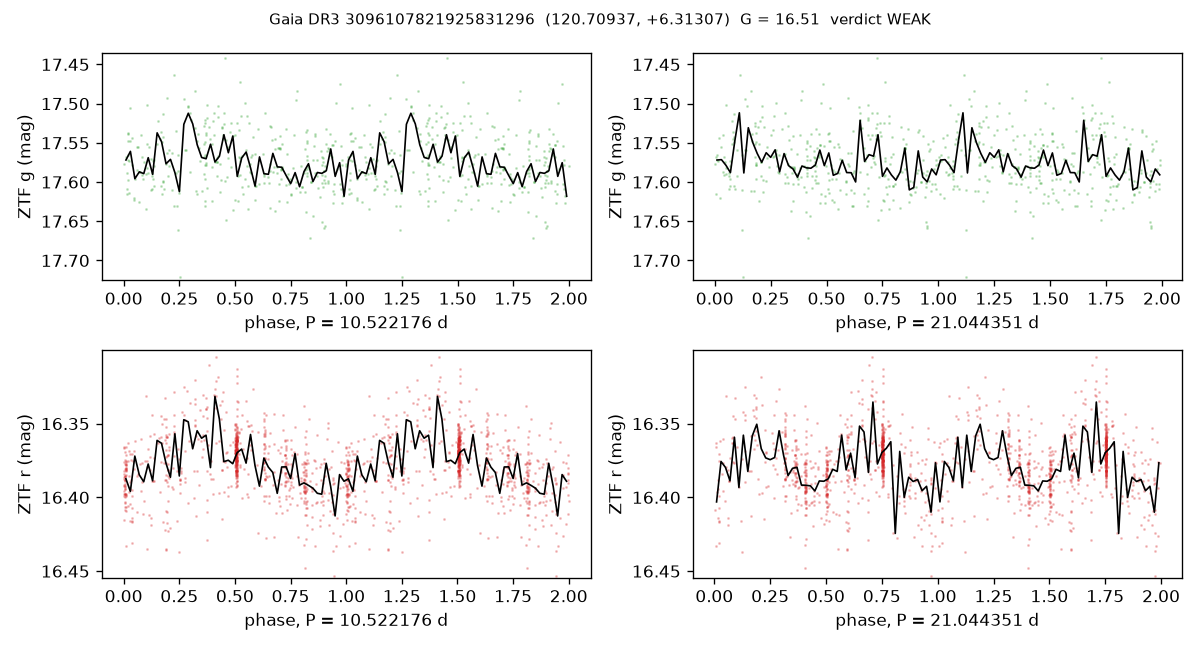 Gaia DR3 3096107821925831296 (120.70937, +6.31307) G = 16.51 verdict WEAK
17.45
17.50
17.55
17.60
17.65
17.70
ZTF g (mag)
0.00 0.25 0.50 0.75 1.00 1.25 1.50 1.75 2.00
phase, P = 10.522176 d
17.45
17.50
17.55
17.60
17.65
17.70
ZTF g (mag)
0.00 0.25 0.50 0.75 1.00 1.25 1.50 1.75 2.00
phase, P = 21.044351 d
16.35
16.40
16.45
ZTF r (mag)
0.00 0.25 0.50 0.75 1.00 1.25 1.50 1.75 2.00
phase, P = 10.522176 d
16.35
16.40
16.45
ZTF r (mag)
0.00 0.25 0.50 0.75 1.00 1.25 1.50 1.75 2.00
phase, P = 21.044351 d